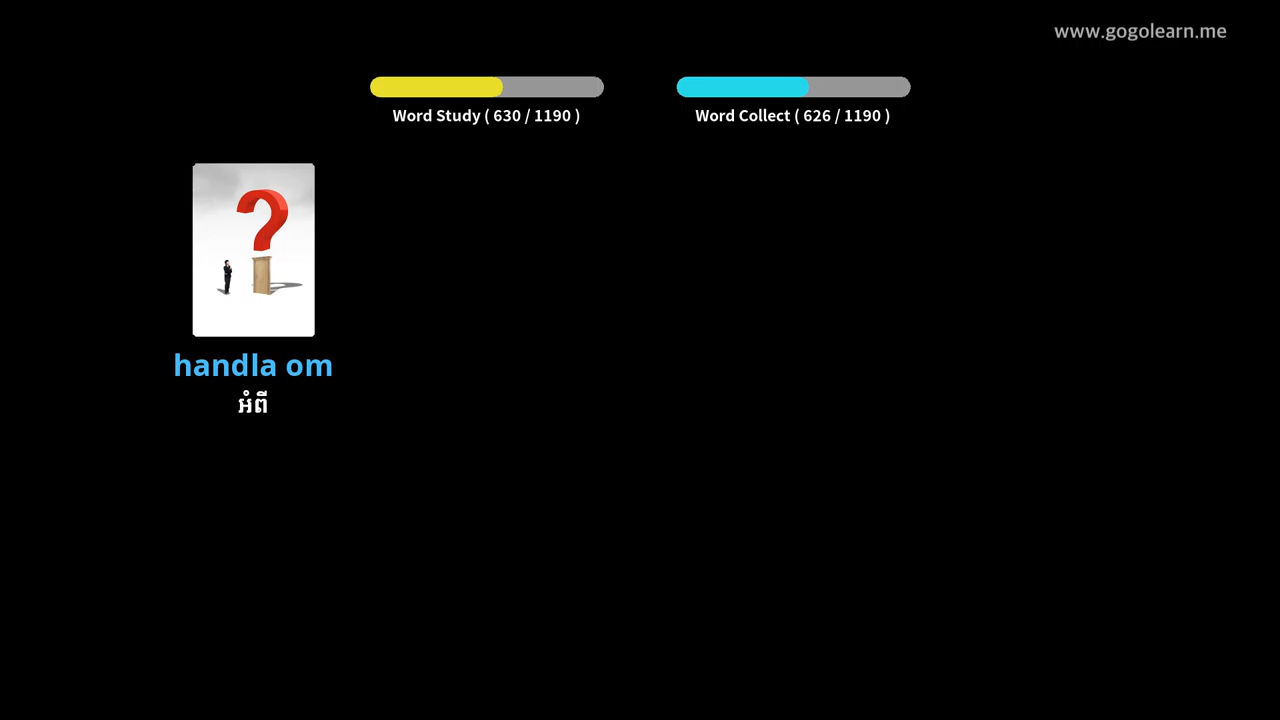 www.gogolearn.me
Word Study ( 630 / 1190 )
Word Collect ( 626 / 1190 )
handla om
អំពី